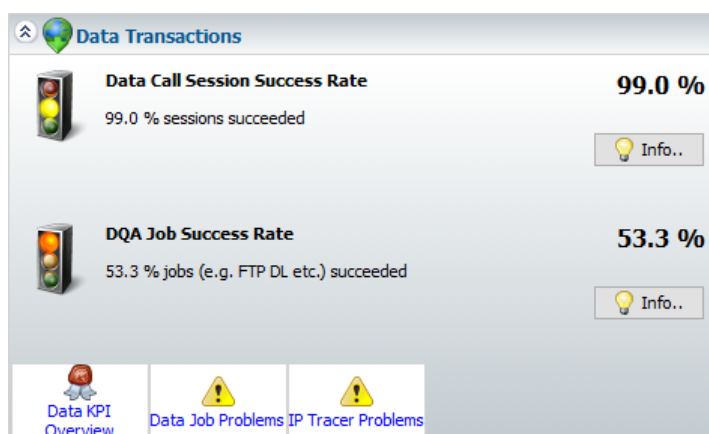 Data Transactions
Data Call Session Success Rate
99.0 %
99.0 % sessions succeeded
Info..
DQA Job Success Rate
53.3 %
53.3 % jobs (e.g. FTP DL etc.) succeeded
Info..
Data KPI
Overview
Data Job Problems
IP Tracer Problems